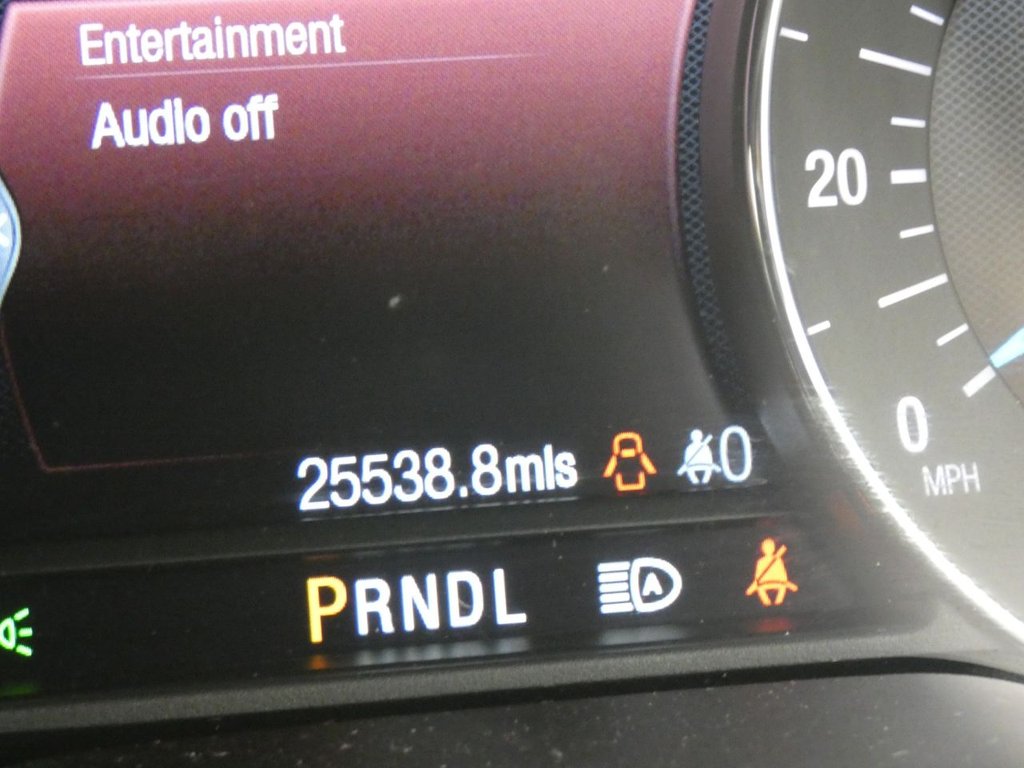 Entertainment
Audio off
20
0
MPH
25538.8mls
0
PRNDL
A